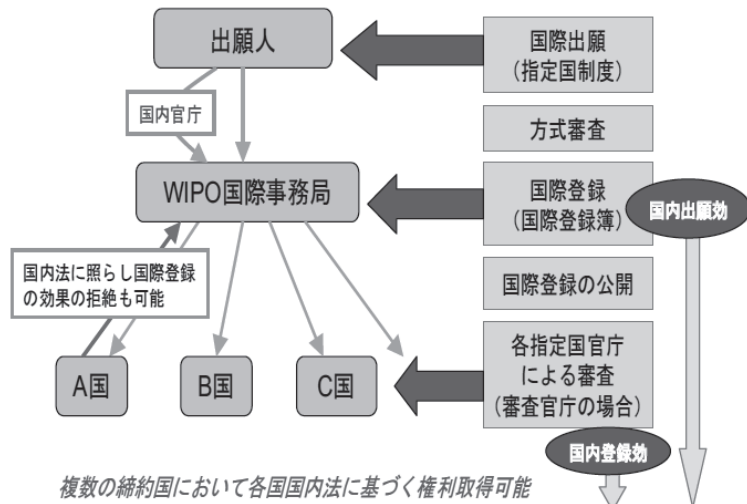 出願人
国際出願
（指定国制度）
国内官庁
方式審査
WIPO国際事務局
国際登録
（国際登録簿）
国内出願効
国内法に照らし国際登録
の効果の拒絶も可能
国際登録の公開
A国
B国
C国
各指定国官庁
による審査
（審査官庁の場合）
国内登録効
複数の締約国において各国国内法に基づく権利取得可能